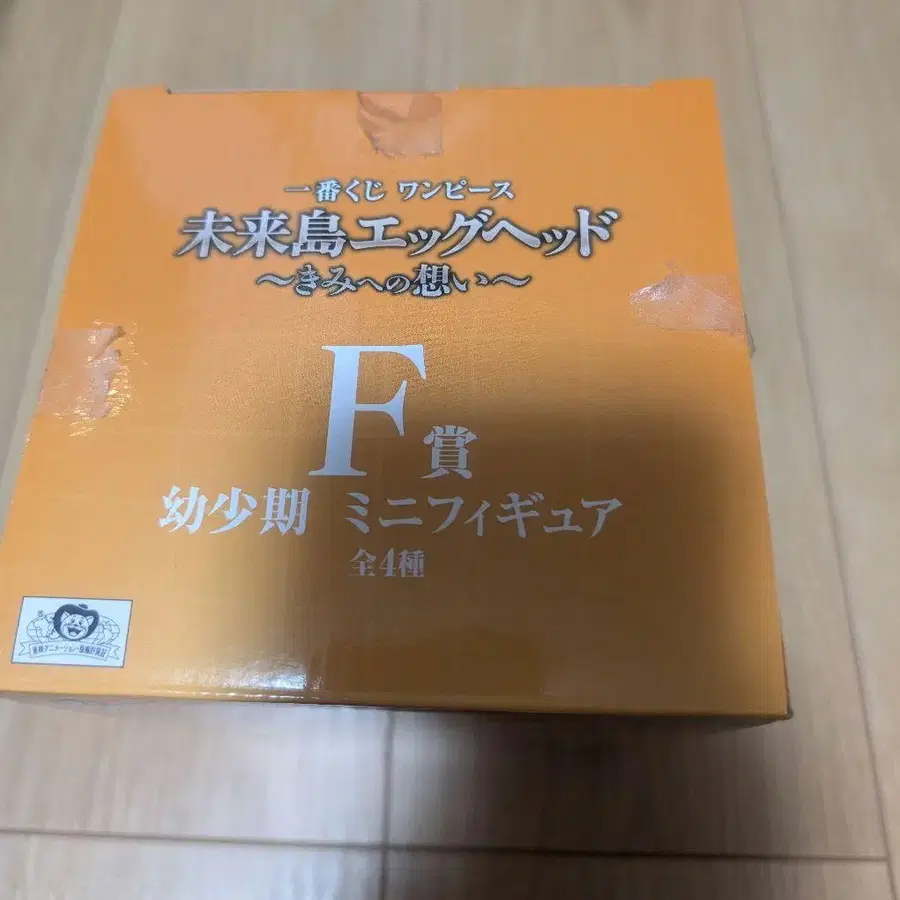 一番くじ ワンピース
未来島エッグヘッド
～きみへの想い～
F賞
幼少期 ミニフィギュア
全4種